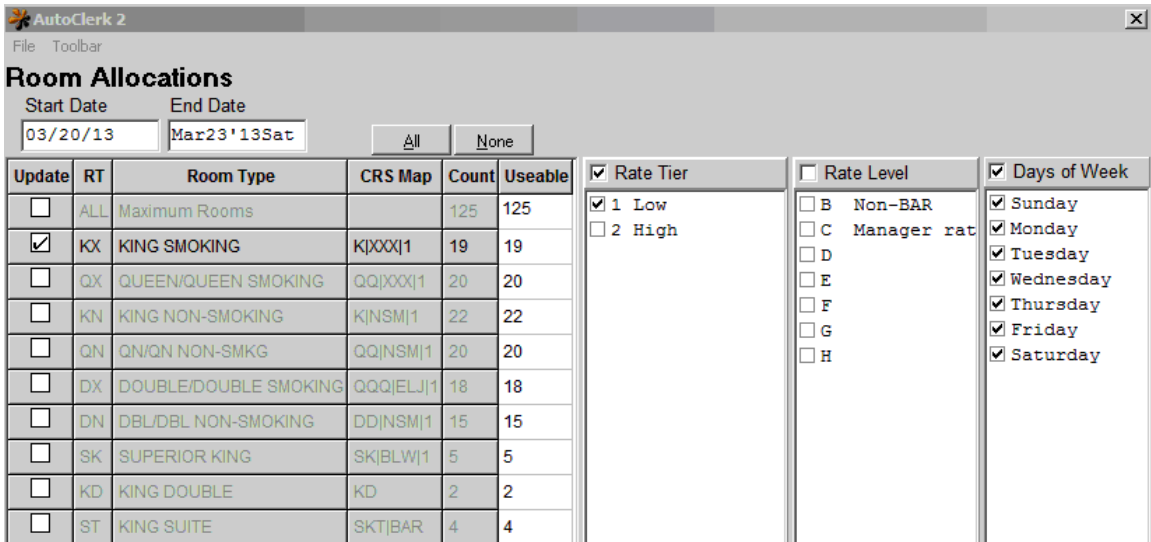 AutoClerk 2
File Toolbar
Room Allocations
Start Date End Date
03/20/13 Mar23'13Sat All None
Update RT Room Type CRS Map Count Useable Rate Tier Rate Level Days of Week
ALL Maximum Rooms 125 125 1 Low B Non-BAR Sunday
KX KING SMOKING K|XXX|1 19 19 2 High C Manager rat Monday
QX QUEEN/QUEEN SMOKING QQ|XXX|1 20 20 D Tuesday
KN KING NON-SMOKING K|NSM|1 22 22 E Wednesday
QN QN/QN NON-SMKG QQ|NSM|1 20 20 F Thursday
DX DOUBLE/DOUBLE SMOKING QQQ|ELJ|1 18 18 G Friday
DN DBL/DBL NON-SMOKING DD|NSM|1 15 15 H Saturday
SK SUPERIOR KING SK|BLW|1 5 5
KD KING DOUBLE KD 2 2
ST KING SUITE SKT|BAR 4 4